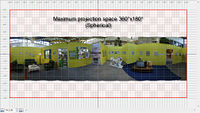 Maximum projection space 360°x180°
(Spherical)